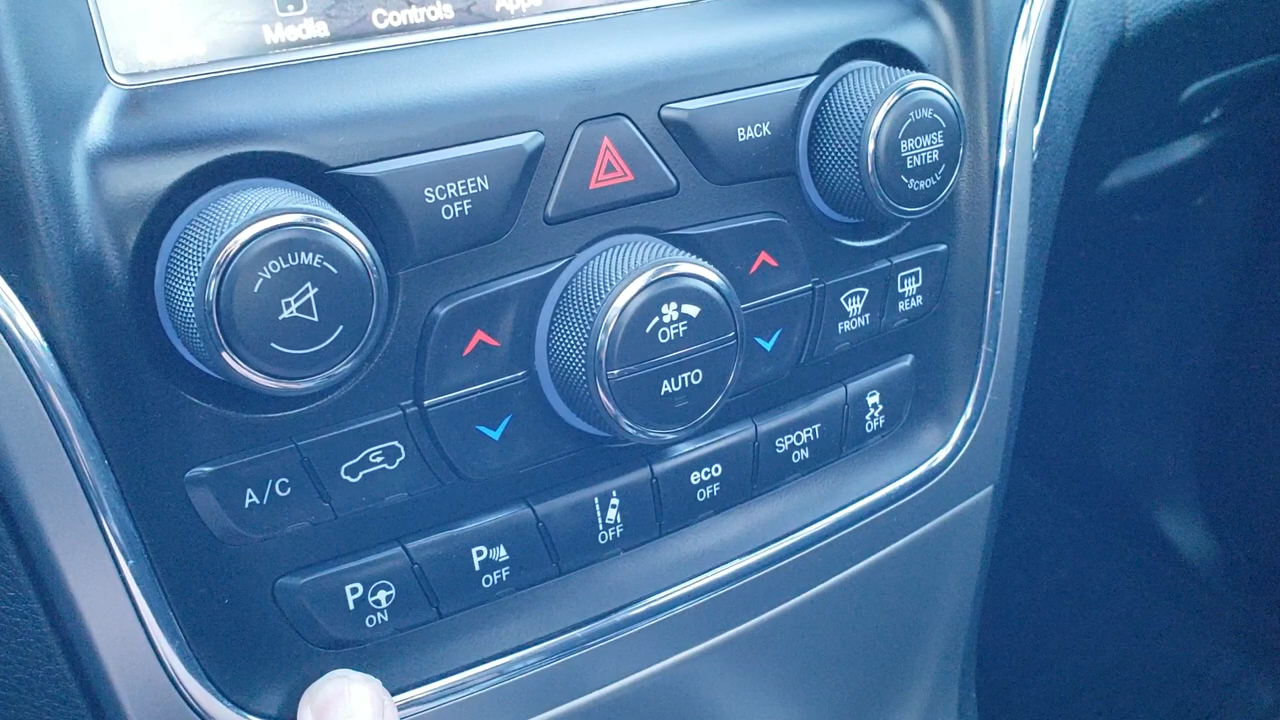 Media
Controls
Apps
SCREEN
OFF
BACK
TUNE
BROWSE
ENTER
SCROLL
VOLUME
OFF
AUTO
FRONT
REAR
A/C
P
ON
P
OFF
OFF
eco
OFF
SPORT
ON
OFF